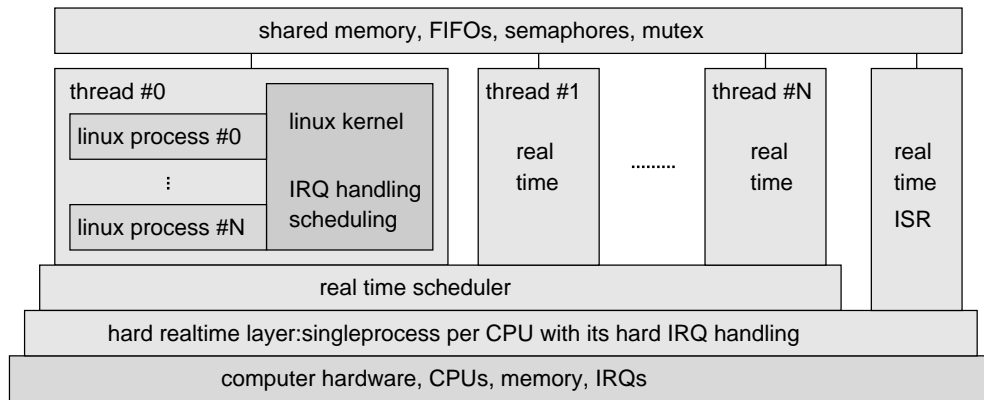 shared memory, FIFOs, semaphores, mutex
thread #0
linux process #0
...
linux process #N
linux kernel
IRQ handling
scheduling
thread #1
real
time
.........
thread #N
real
time
real
time
ISR
real time scheduler
hard realtime layer:singleprocess per CPU with its hard IRQ handling
computer hardware, CPUs, memory, IRQs